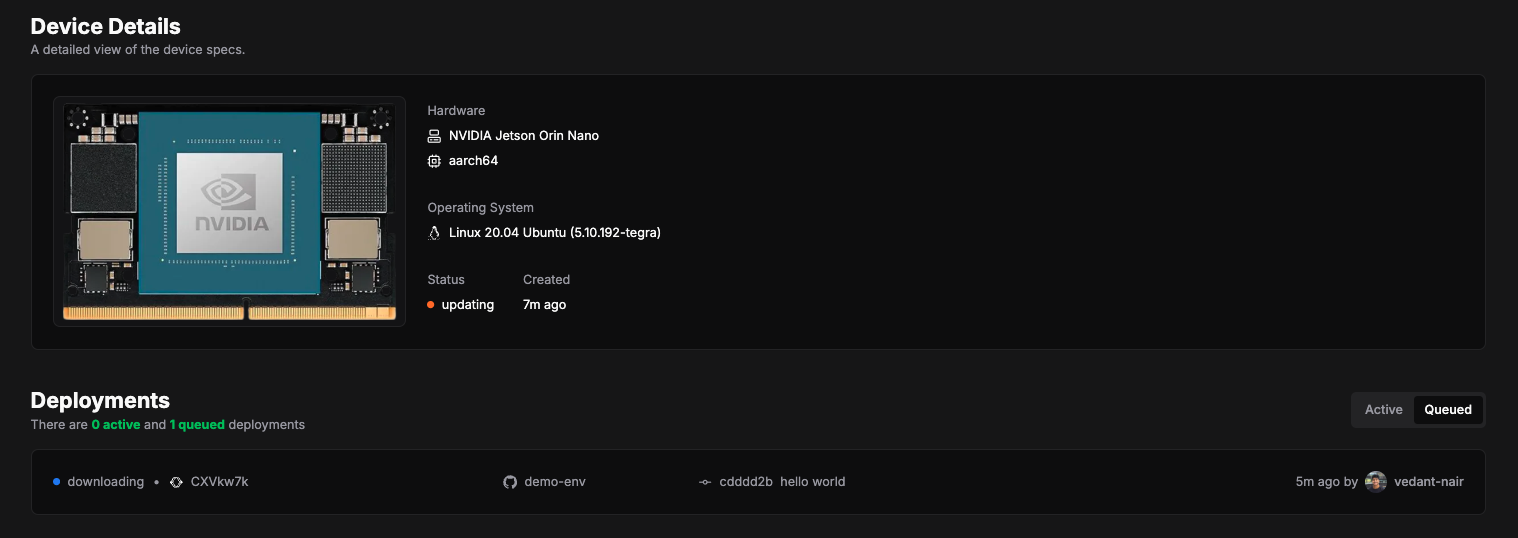 Device Details
A detailed view of the device specs.
NVIDIA
Hardware
NVIDIA Jetson Orin Nano
aarch64
Operating System
Linux 20.04 Ubuntu (5.10.192-tegra)
Status Created
updating 7m ago
Deployments
There are 0 active and 1 queued deployments
Active Queued
downloading • CXVkw7k demo-env cdddd2b hello world 5m ago by vedant-nair